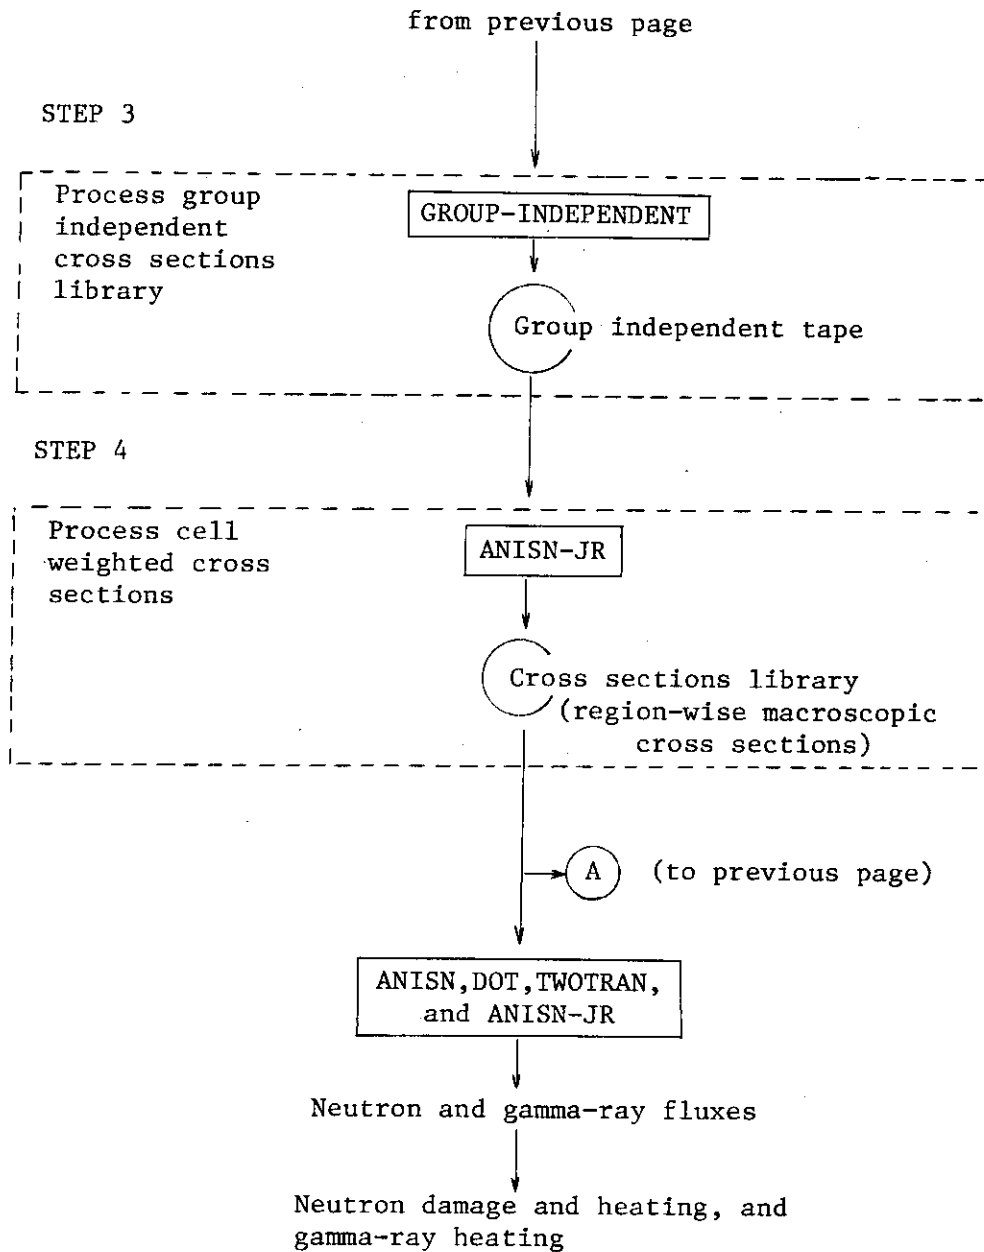 from previous page
STEP 3
Process group
independent
cross sections
library
GROUP-INDEPENDENT
Group independent tape
STEP 4
Process cell
weighted cross
sections
ANISN-JR
Cross sections library
(region-wise macroscopic
cross sections)
A (to previous page)
ANISN,DOT,TWOTRAN,
and ANISN-JR
Neutron and gamma-ray fluxes
Neutron damage and heating, and
gamma-ray heating